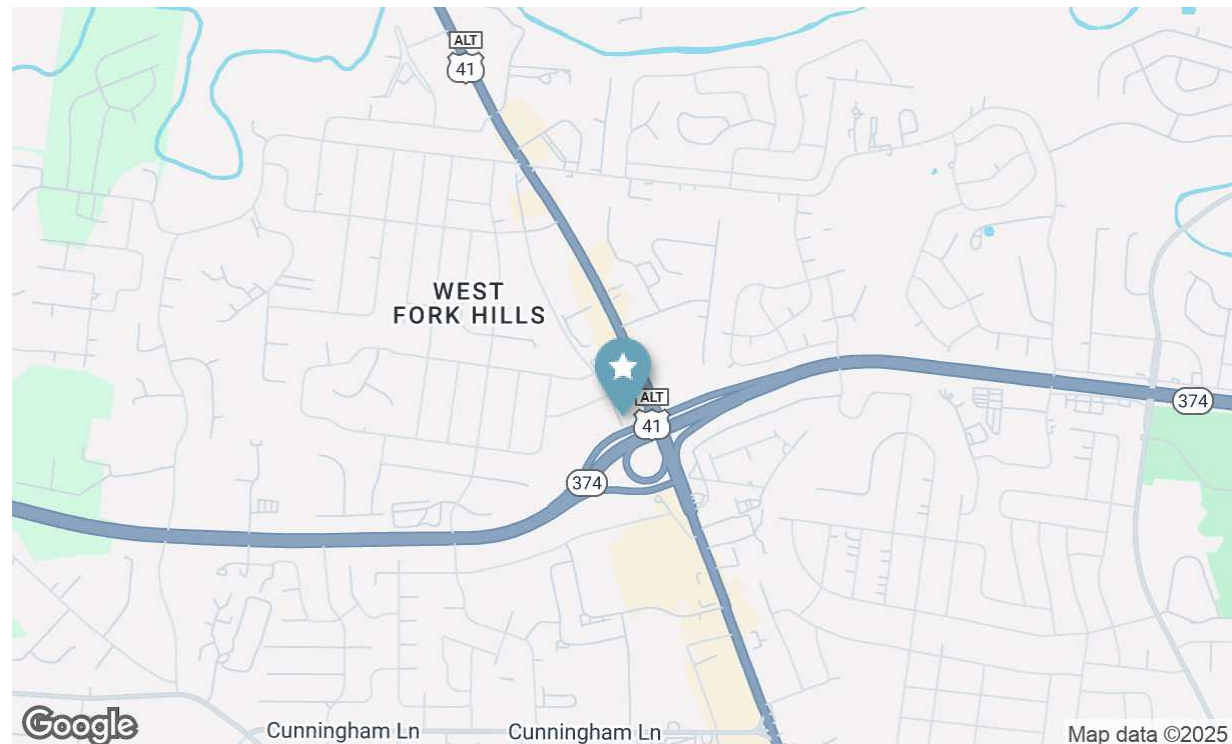 ALT
41
WEST
FORK HILLS
ALT
41
374
374
Cunningham Ln
Cunningham Ln
Google
Map data ©2025